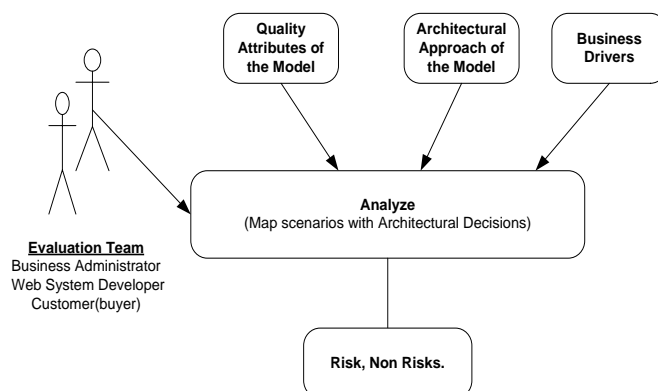 Quality
Attributes of
the Model
Architectural
Approach of
the Model
Business
Drivers
Analyze
(Map scenarios with Architectural Decisions)
Evaluation Team
Business Administrator
Web System Developer
Customer(buyer)
Risk, Non Risks.